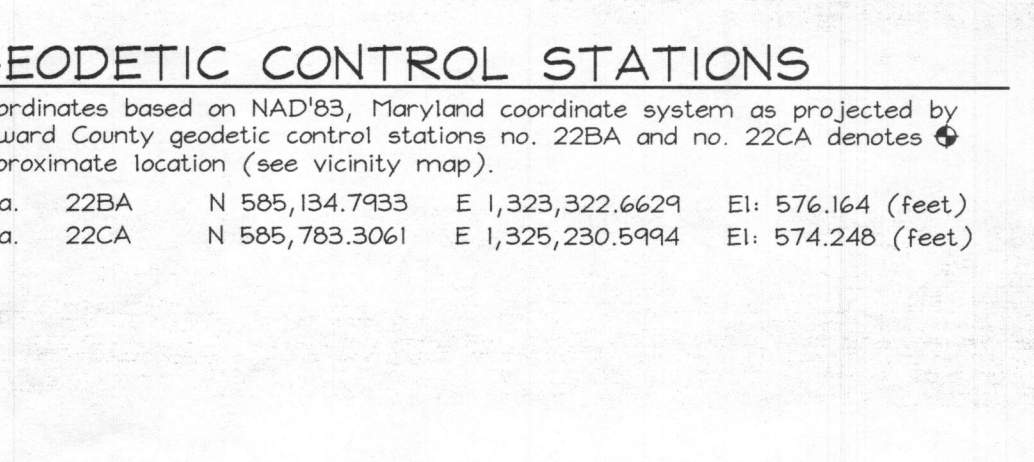 EODETIC CONTROL STATIONS
ordinates based on NAD'83, Maryland coordinate system as projected by
ward County geodetic control stations no. 22BA and no. 22CA denotes
proximate location (see vicinity map).
a. 22BA N 585,134.7933 E 1,323,322.6629 El: 576.164 (feet)
a. 22CA N 585,783.3061 E 1,325,230.5994 El: 574.248 (feet)